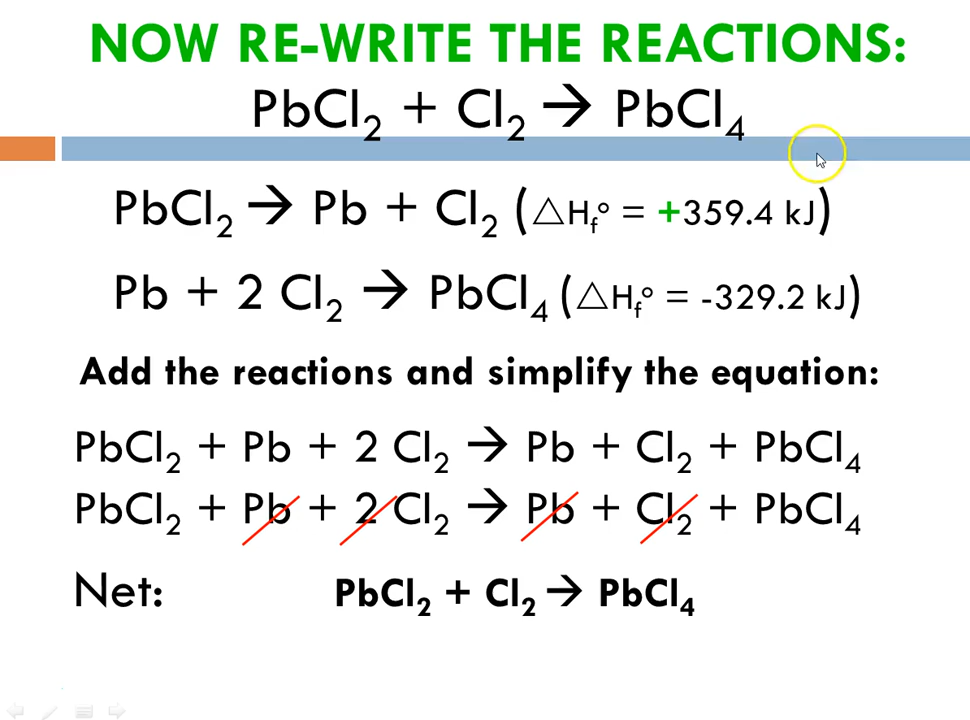 NOW RE-WRITE THE REACTIONS:
PbCl₂ + Cl₂ → PbCl₄
PbCl₂ → Pb + Cl₂ (△Hf° = +359.4 kJ)
Pb + 2 Cl₂ → PbCl₄ (△Hf° = -329.2 kJ)
Add the reactions and simplify the equation:
PbCl₂ + Pb + 2 Cl₂ → Pb + Cl₂ + PbCl₄
PbCl₂ + Pb + 2 Cl₂ → Pb + Cl₂ + PbCl₄
Net: PbCl₂ + Cl₂ → PbCl₄